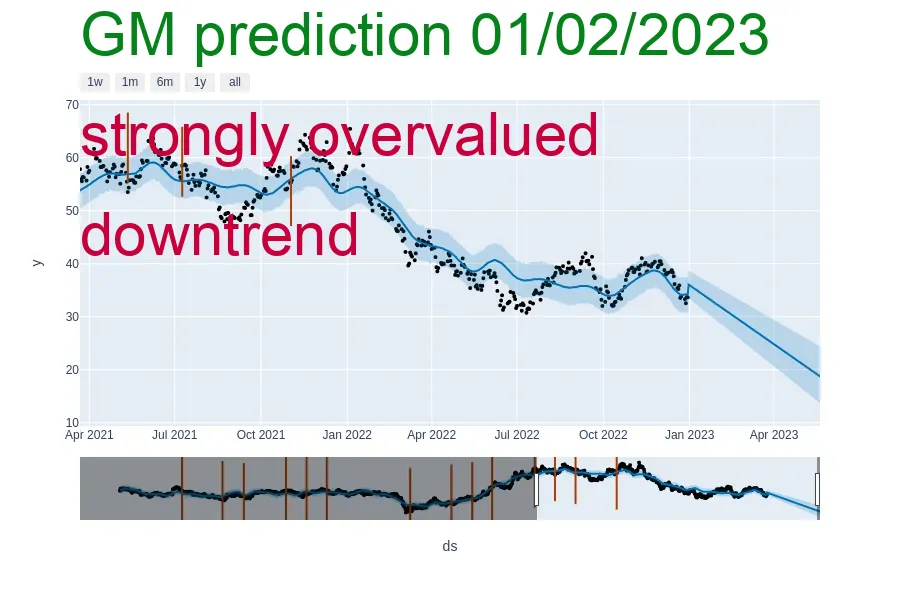 GM prediction 01/02/2023
1w 1m 6m 1y all
70
strongly overvalued
60
50
downtrend
40
y
30
20
10
Apr 2021 Jul 2021 Oct 2021 Jan 2022 Apr 2022 Jul 2022 Oct 2022 Jan 2023 Apr 2023
ds